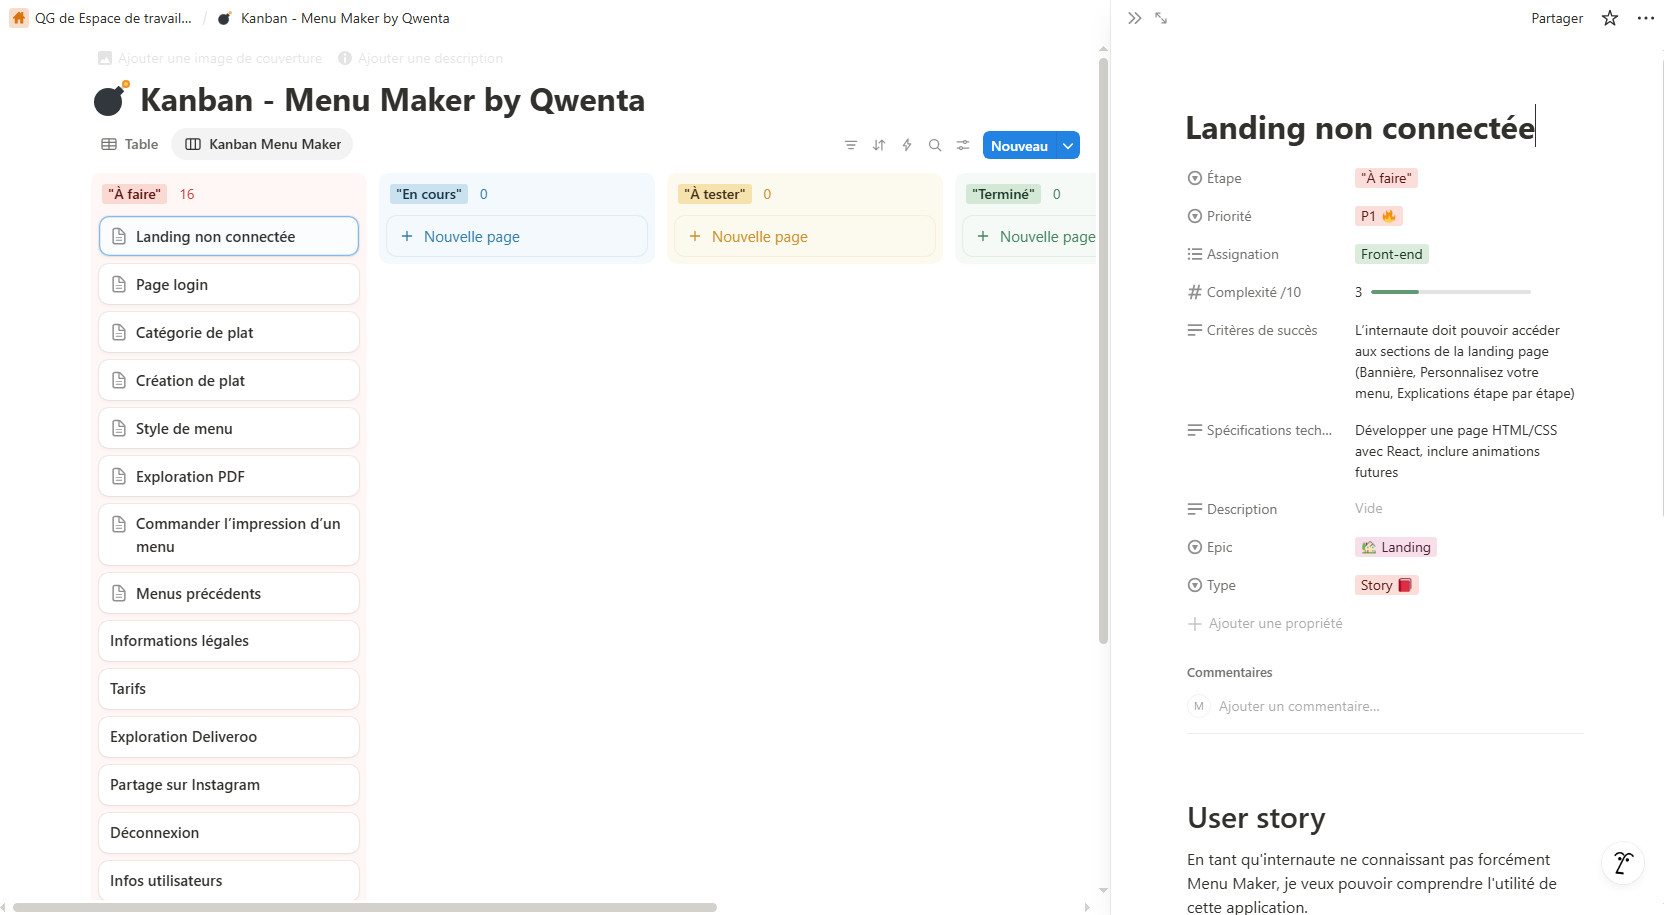 QG de Espace de travail... / Kanban - Menu Maker by Qwenta
Ajouter une image de couverture Ajouter une description
Kanban - Menu Maker by Qwenta
Table Kanban Menu Maker
Nouveau
"À faire" 16
Landing non connectée
Page login
Catégorie de plat
Création de plat
Style de menu
Exploration PDF
Commander l’impression d’un
menu
Menus précédents
Informations légales
Tarifs
Exploration Deliveroo
Partage sur Instagram
Déconnexion
Infos utilisateurs
"En cours" 0
+ Nouvelle page
"À tester" 0
+ Nouvelle page
"Terminé" 0
+ Nouvelle page
Partager
Landing non connectée
Étape "À faire"
Priorité P1 🔥
Assignation Front-end
Complexité /10 3
Critères de succès L’internaute doit pouvoir accéder
aux sections de la landing page
(Bannière, Personnalisez votre
menu, Explications étape par étape)
Spécifications tech... Développer une page HTML/CSS
avec React, inclure animations
futures
Description Vide
Epic 🏡 Landing
Type Story 📕
+ Ajouter une propriété
Commentaires
M Ajouter un commentaire...
User story
En tant qu'internaute ne connaissant pas forcément
Menu Maker, je veux pouvoir comprendre l'utilité de
cette application.